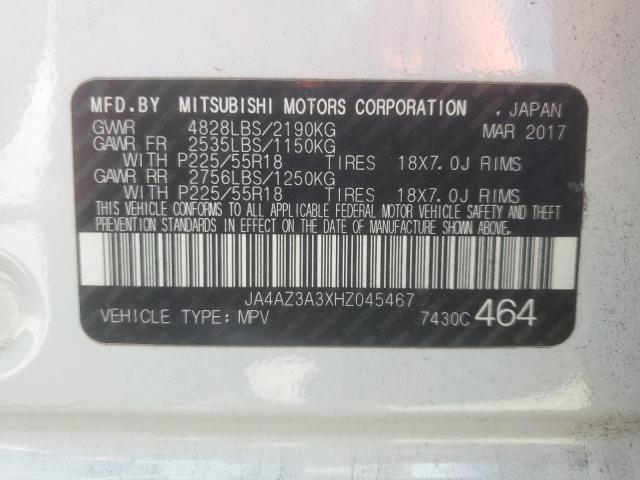 MFD.BY MITSUBISHI MOTORS CORPORATION , JAPAN
GVWR 4828LBS/2190KG MAR 2017
GAWR FR 2535LBS/1150KG
WITH P225/55R18 TIRES 18X7.0J RIMS
GAWR RR 2756LBS/1250KG
WITH P225/55R18 TIRES 18X7.0J RIMS
THIS VEHICLE CONFORMS TO ALL APPLICABLE FEDERAL MOTOR VEHICLE SAFETY AND THEFT
PREVENTION STANDARDS IN EFFECT ON THE DATE OF MANUFACTURE SHOWN ABOVE.
JA4AZ3A3XHZ045467
VEHICLE TYPE: MPV 7430C 464